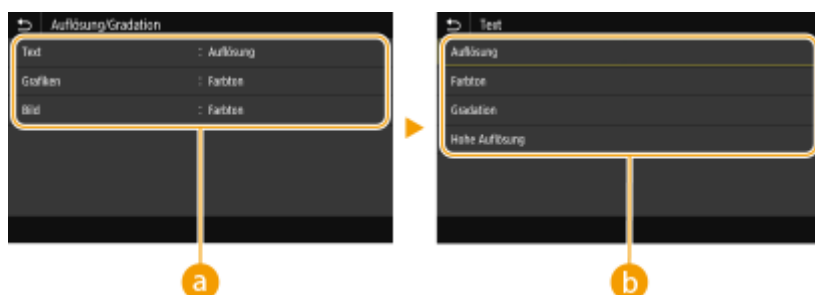 Auflösung/Gradation
Text : Auflösung
Grafiken : Farbton
Bild : Farbton
a
Text
Auflösung
Farbton
Gradation
Hohe Auflösung
b